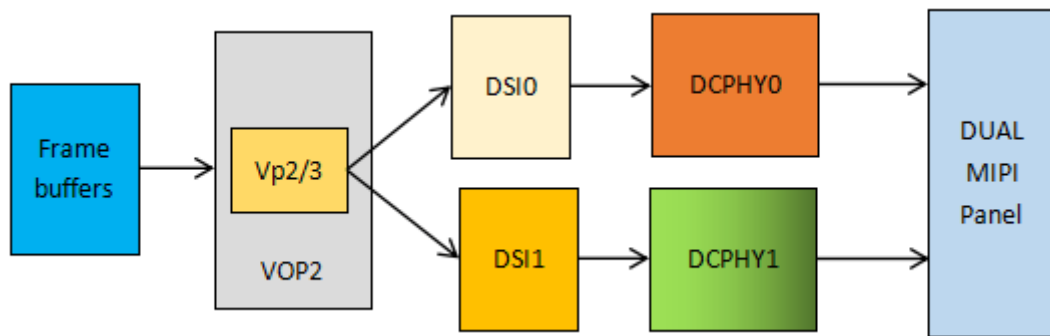 Frame
buffers
Vp2/3
VOP2
DSI0
DCPHY0
DSI1
DCPHY1
DUAL
MIPI
Panel